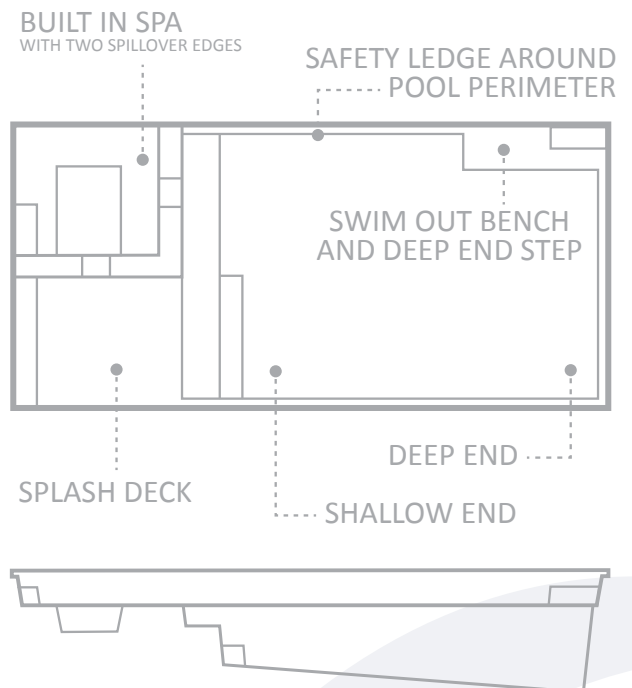 BUILT IN SPA
WITH TWO SPILLOVER EDGES
SAFETY LEDGE AROUND
POOL PERIMETER
SWIM OUT BENCH
AND DEEP END STEP
DEEP END
SPLASH DECK
SHALLOW END